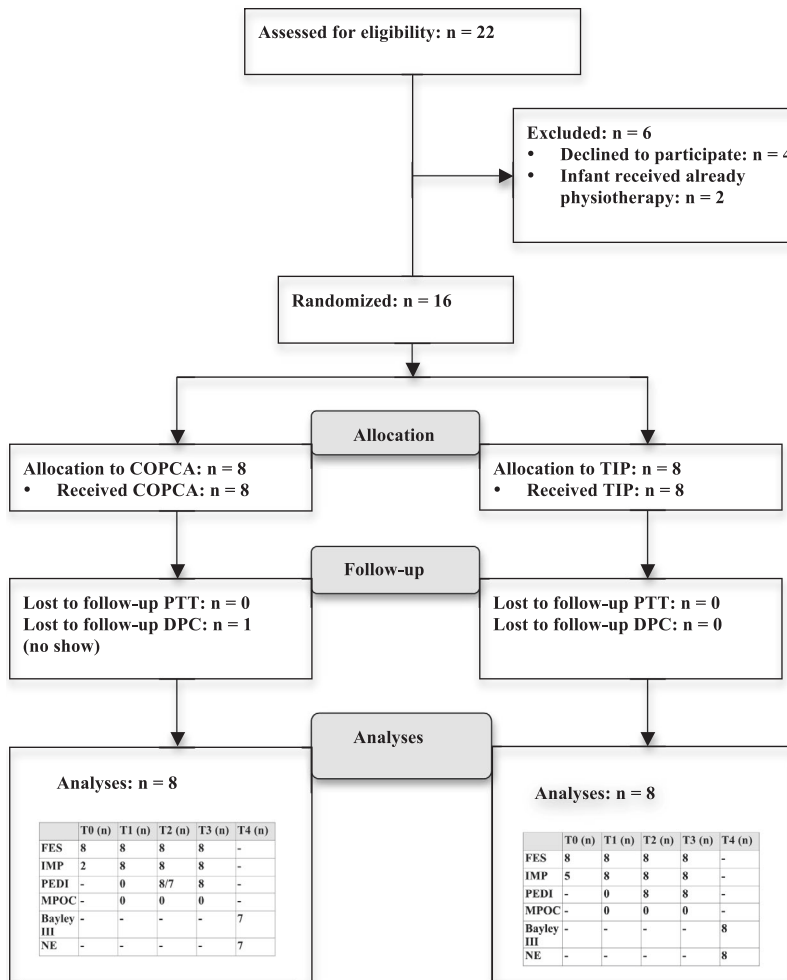 Assessed for eligibility: n = 22
Excluded: n = 6
• Declined to participate: n = 4
• Infant received already
physiotherapy: n = 2
Randomized: n = 16
Allocation
Allocation to COPCA: n = 8
• Received COPCA: n = 8
Allocation to TIP: n = 8
• Received TIP: n = 8
Follow-up
Lost to follow-up PTT: n = 0
Lost to follow-up DPC: n = 1
(no show)
Lost to follow-up PTT: n = 0
Lost to follow-up DPC: n = 0
Analyses
Analyses: n = 8
T0 (n) T1 (n) T2 (n) T3 (n) T4 (n)
FES 8 8 8 8 -
IMP 2 8 8 8 -
PEDI - 0 8/7 8 -
MPOC - 0 0 0 -
Bayley - - - - 7
III
NE - - - - 7
Analyses: n = 8
T0 (n) T1 (n) T2 (n) T3 (n) T4 (n)
FES 8 8 8 8 -
IMP 5 8 8 8 -
PEDI - 0 8 8 -
MPOC - 0 0 0 -
Bayley - - - - 8
III
NE - - - - 8